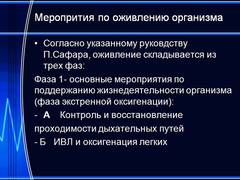 Мероприятия по оживлению организма
• Согласно указанному руководству
П.Сафара, оживление складывается из
трех фаз:
Фаза 1- основные мероприятия по
поддержанию жизнедеятельности организма
(фаза экстренной оксигенации):
- А Контроль и восстановление
проходимости дыхательных путей
- Б ИВЛ и оксигенация легких